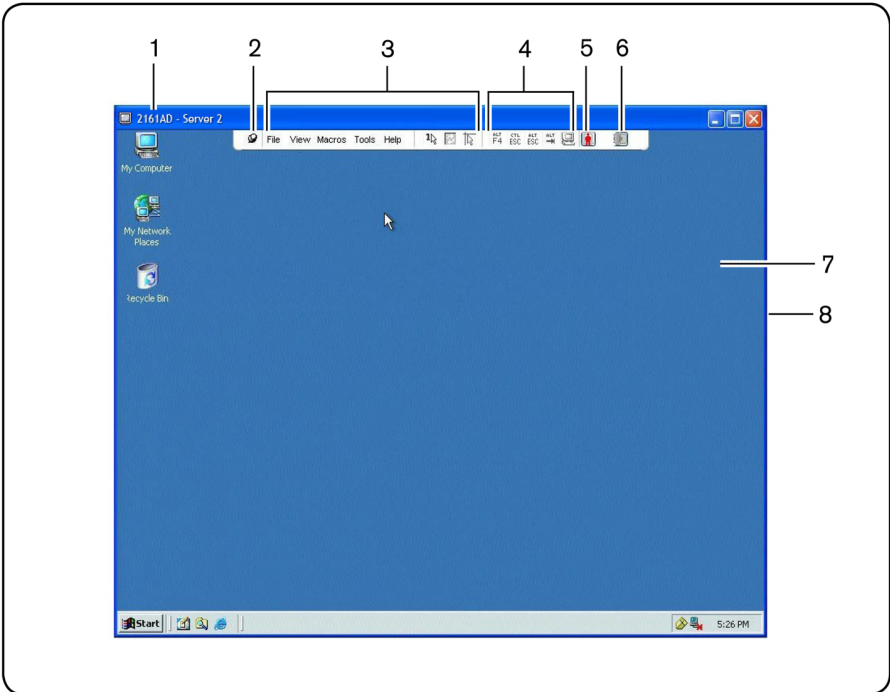 1 2 3 4 5 6
2161AD - Server 2
File View Macros Tools Help
ALT F4 CTL ESC ALT ESC ALT
My Computer
My Network Places
Recycle Bin
7
8
Start
5:26 PM